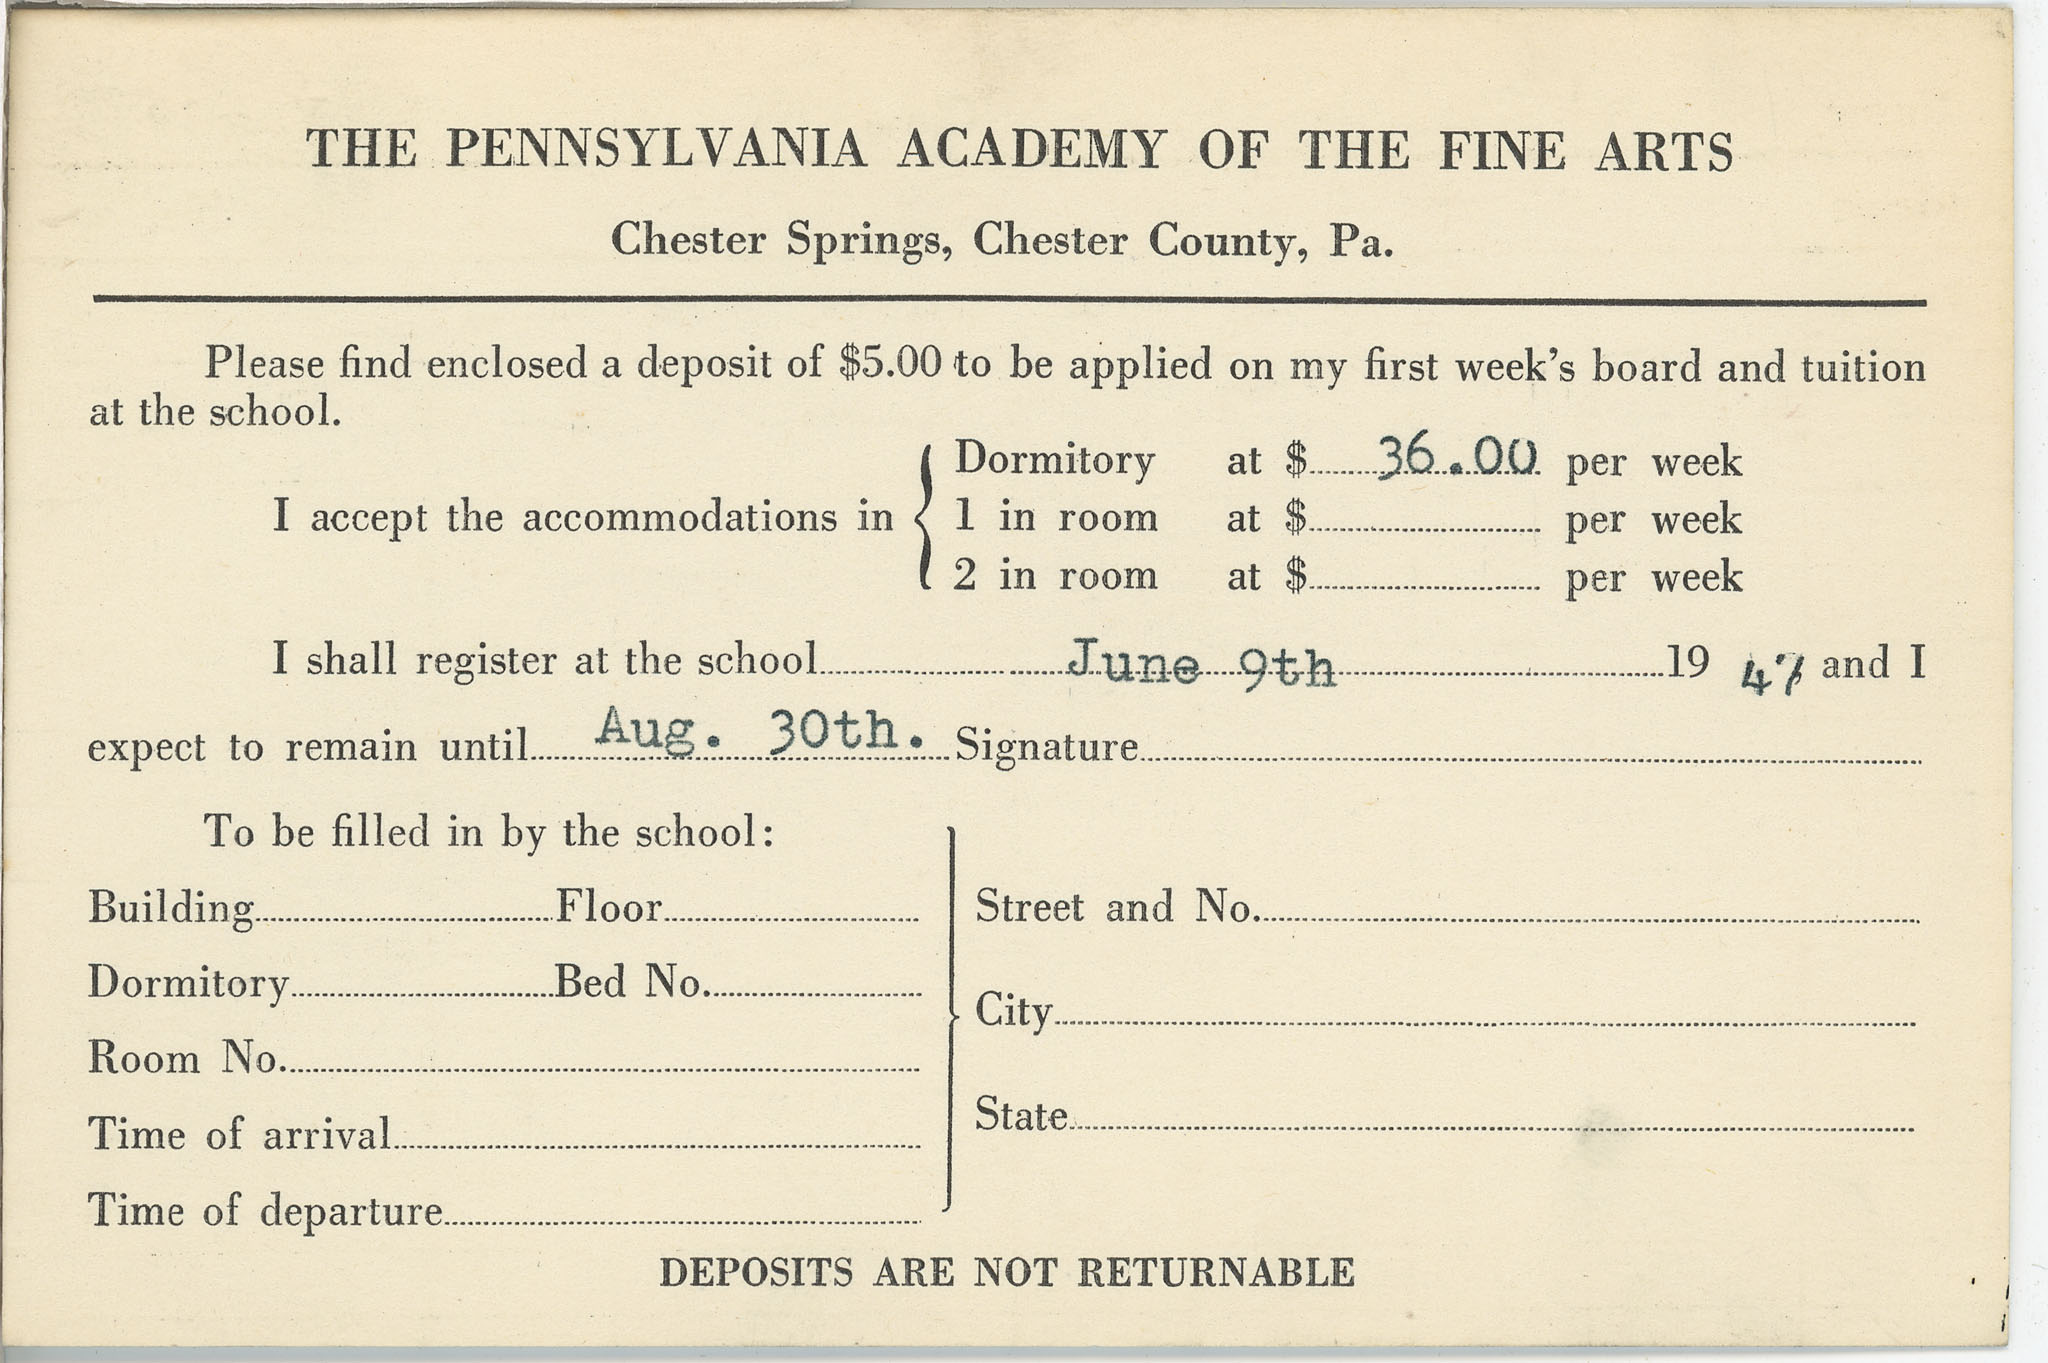 THE PENNSYLVANIA ACADEMY OF THE FINE ARTS
Chester Springs, Chester County, Pa.
Please find enclosed a deposit of $5.00 to be applied on my first week's board and tuition
at the school.
I accept the accommodations in
Dormitory at $ 36.00 per week
1 in room at $ per week
2 in room at $ per week
I shall register at the school June 9th 19 47 and I
expect to remain until Aug. 30th. Signature
To be filled in by the school:
Building Floor
Dormitory Bed No.
Room No.
Time of arrival
Time of departure
Street and No.
City
State
DEPOSITS ARE NOT RETURNABLE